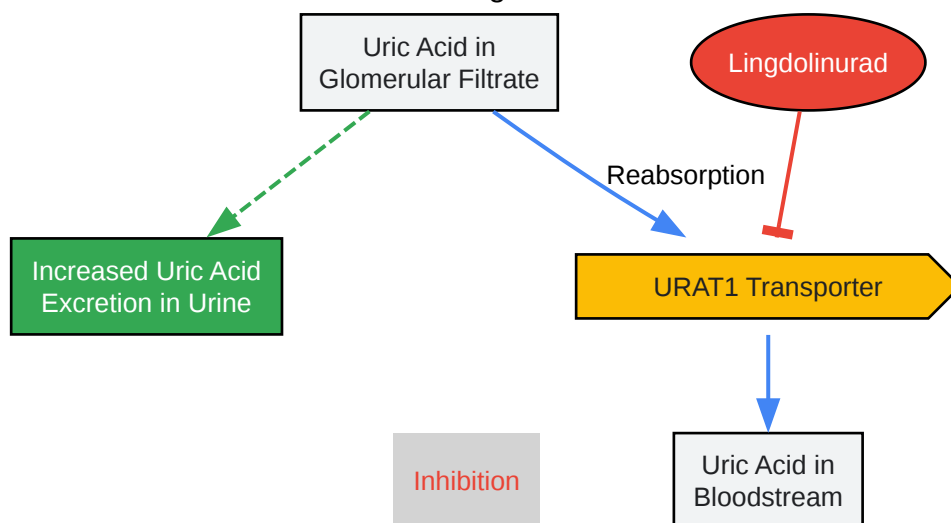 Uric Acid in
Glomerular Filtrate
Lingdolinurad
Reabsorption
Increased Uric Acid
Excretion in Urine
URAT1 Transporter
Inhibition
Uric Acid in
Bloodstream